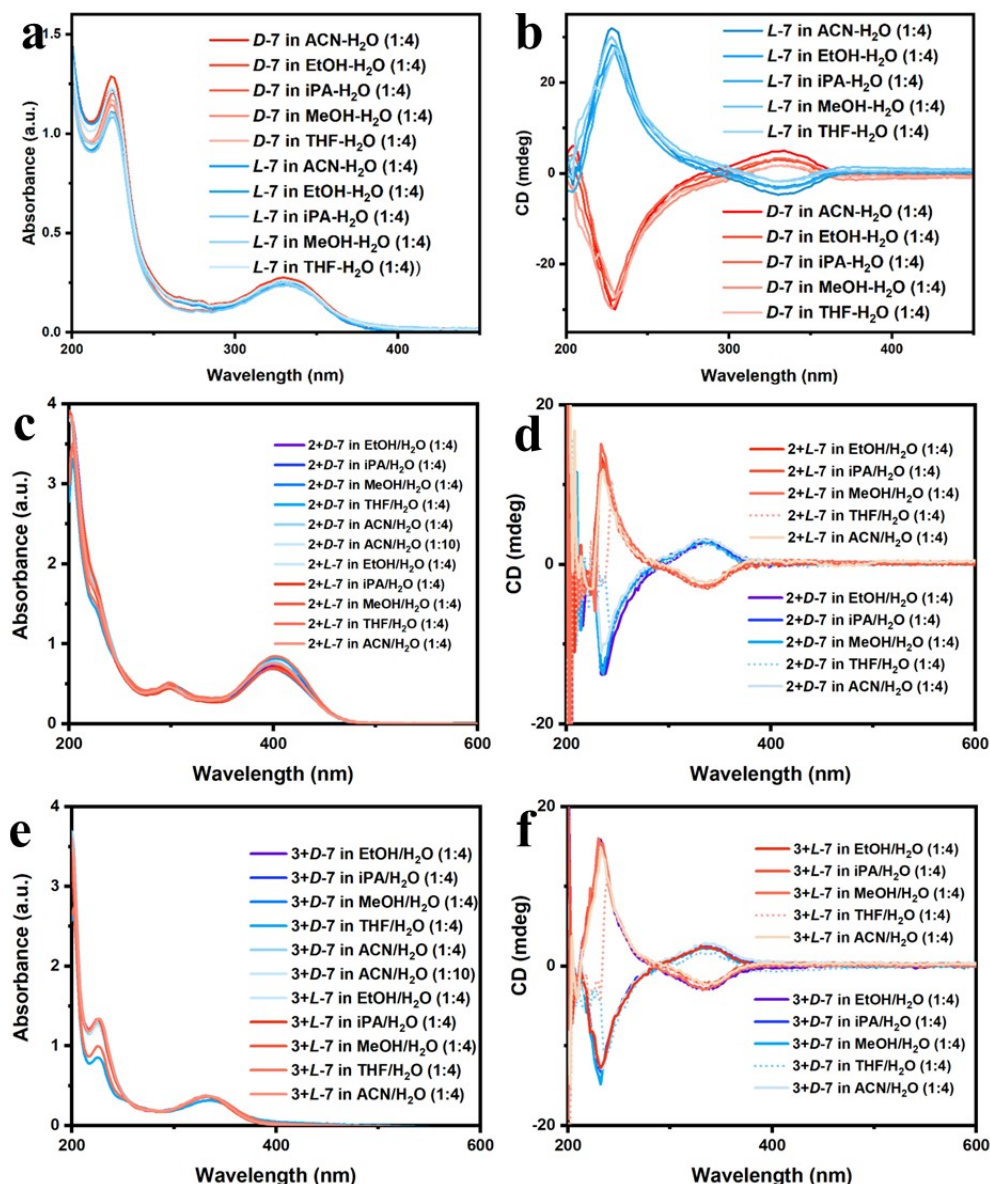 a
1.5
1.0
0.5
0.0
200
300
400
Absorbance (a.u.)
Wavelength (nm)
D-7 in ACN-H₂O (1:4)
D-7 in EtOH-H₂O (1:4)
D-7 in iPA-H₂O (1:4)
D-7 in MeOH-H₂O (1:4)
D-7 in THF-H₂O (1:4)
L-7 in ACN-H₂O (1:4)
L-7 in EtOH-H₂O (1:4)
L-7 in iPA-H₂O (1:4)
L-7 in MeOH-H₂O (1:4)
L-7 in THF-H₂O (1:4))
b
20
0
-20
200
300
400
CD (mdeg)
Wavelength (nm)
L-7 in ACN-H₂O (1:4)
L-7 in EtOH-H₂O (1:4)
L-7 in iPA-H₂O (1:4)
L-7 in MeOH-H₂O (1:4)
L-7 in THF-H₂O (1:4)
D-7 in ACN-H₂O (1:4)
D-7 in EtOH-H₂O (1:4)
D-7 in iPA-H₂O (1:4)
D-7 in MeOH-H₂O (1:4)
D-7 in THF-H₂O (1:4)
c
4
3
2
1
0
200
400
600
Absorbance (a.u.)
Wavelength (nm)
2+D-7 in EtOH/H₂O (1:4)
2+D-7 in iPA/H₂O (1:4)
2+D-7 in MeOH/H₂O (1:4)
2+D-7 in THF/H₂O (1:4)
2+D-7 in ACN/H₂O (1:4)
2+D-7 in ACN/H₂O (1:10)
2+L-7 in EtOH/H₂O (1:4)
2+L-7 in iPA/H₂O (1:4)
2+L-7 in MeOH/H₂O (1:4)
2+L-7 in THF/H₂O (1:4)
2+L-7 in ACN/H₂O (1:4)
d
20
0
-20
200
400
600
CD (mdeg)
Wavelength (nm)
2+L-7 in EtOH/H₂O (1:4)
2+L-7 in iPA/H₂O (1:4)
2+L-7 in MeOH/H₂O (1:4)
2+L-7 in THF/H₂O (1:4)
2+L-7 in ACN/H₂O (1:4)
2+D-7 in EtOH/H₂O (1:4)
2+D-7 in iPA/H₂O (1:4)
2+D-7 in MeOH/H₂O (1:4)
2+D-7 in THF/H₂O (1:4)
2+D-7 in ACN/H₂O (1:4)
e
4
3
2
1
0
200
400
600
Absorbance (a.u.)
Wavelength (nm)
3+D-7 in EtOH/H₂O (1:4)
3+D-7 in iPA/H₂O (1:4)
3+D-7 in MeOH/H₂O (1:4)
3+D-7 in THF/H₂O (1:4)
3+D-7 in ACN/H₂O (1:4)
3+D-7 in ACN/H₂O (1:10)
3+L-7 in EtOH/H₂O (1:4)
3+L-7 in iPA/H₂O (1:4)
3+L-7 in MeOH/H₂O (1:4)
3+L-7 in THF/H₂O (1:4)
3+L-7 in ACN/H₂O (1:4)
f
20
0
-20
200
400
600
CD (mdeg)
Wavelength (nm)
3+L-7 in EtOH/H₂O (1:4)
3+L-7 in iPA/H₂O (1:4)
3+L-7 in MeOH/H₂O (1:4)
3+L-7 in THF/H₂O (1:4)
3+L-7 in ACN/H₂O (1:4)
3+D-7 in EtOH/H₂O (1:4)
3+D-7 in iPA/H₂O (1:4)
3+D-7 in MeOH/H₂O (1:4)
3+D-7 in THF/H₂O (1:4)
3+D-7 in ACN/H₂O (1:4)